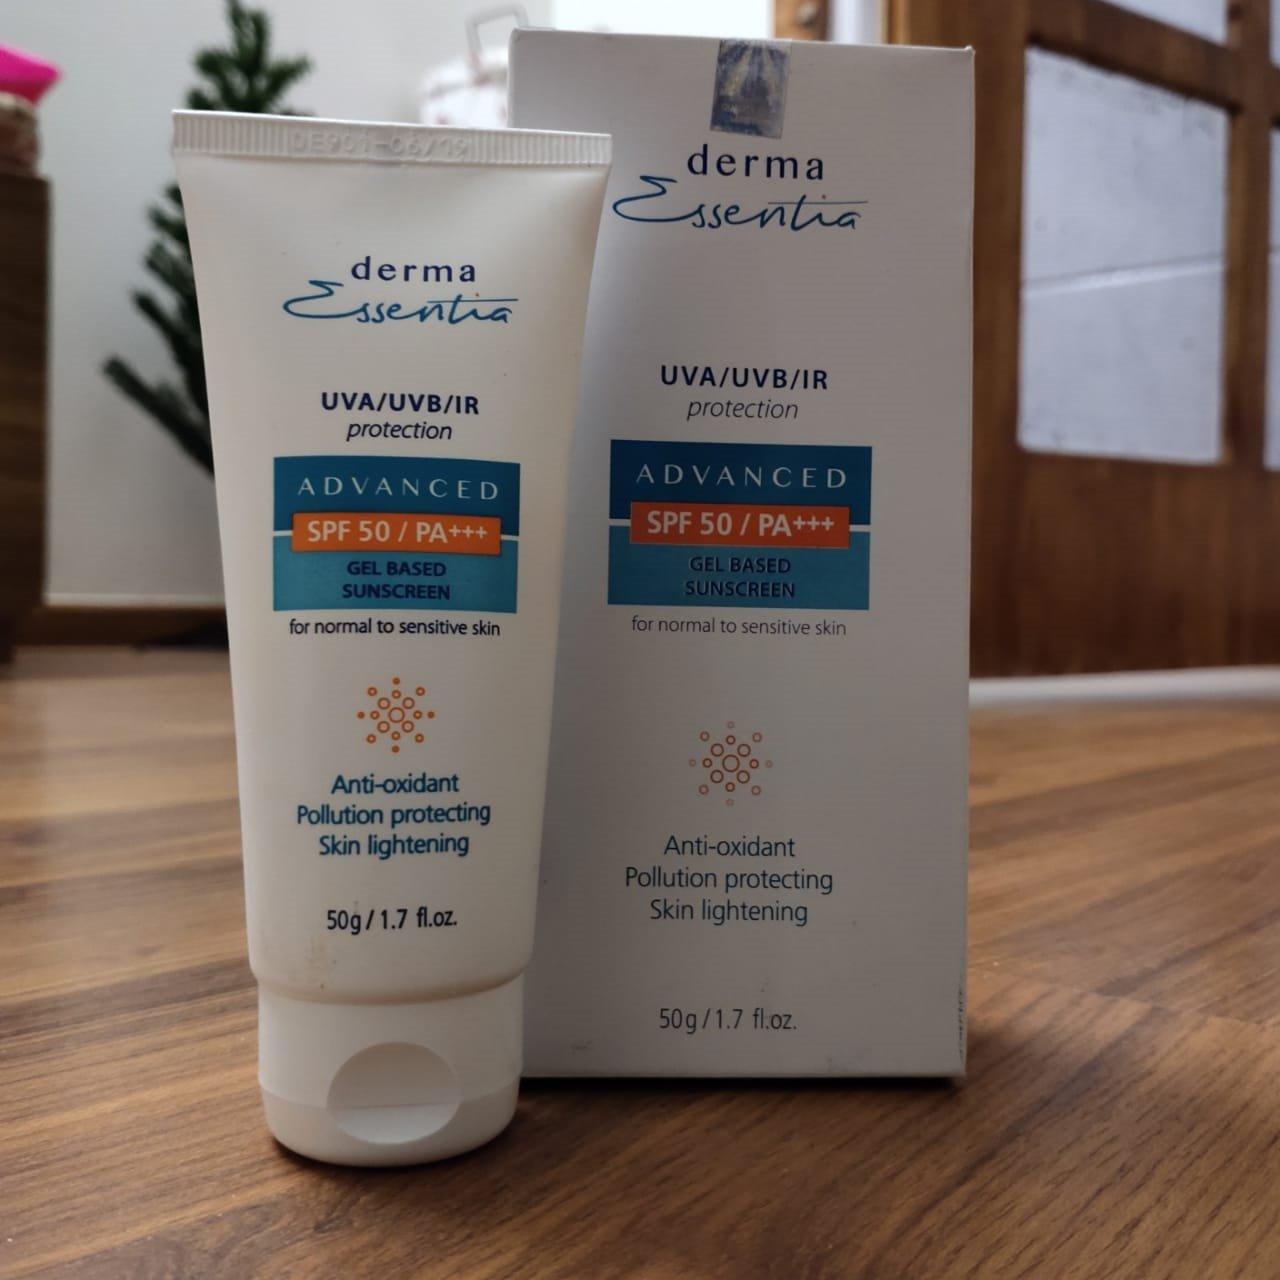 DE901-06/19
derma
Essentia
UVA/UVB/IR
protection
ADVANCED
SPF 50 / PA+++
GEL BASED
SUNSCREEN
for normal to sensitive skin
Anti-oxidant
Pollution protecting
Skin lightening
50g / 1.7 fl.oz.
derma
Essentia
UVA/UVB/IR
protection
ADVANCED
SPF 50 / PA+++
GEL BASED
SUNSCREEN
for normal to sensitive skin
Anti-oxidant
Pollution protecting
Skin lightening
50g / 1.7 fl.oz.